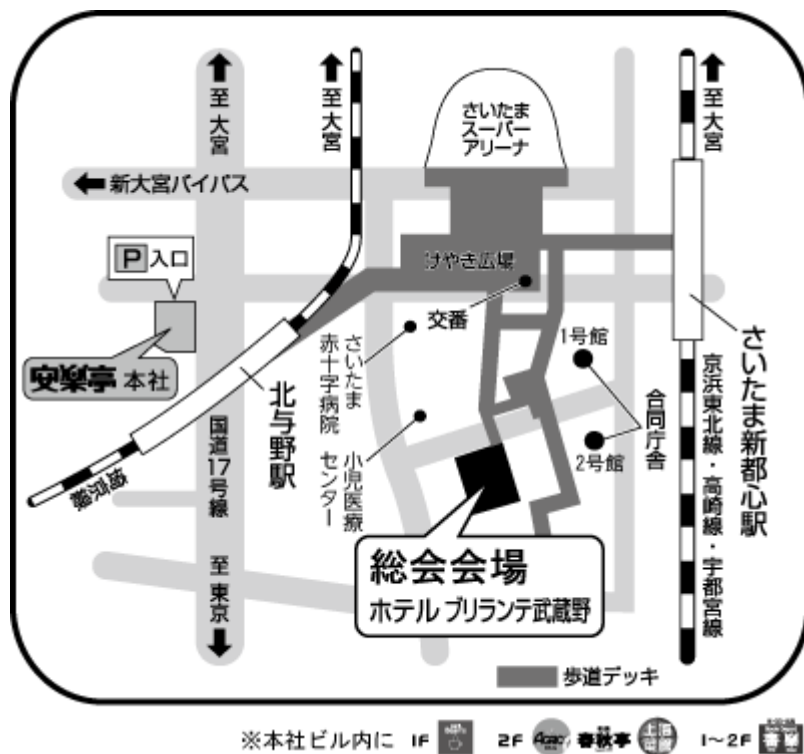 至大宮
至大宮
さいたま
スーパー
アリーナ
至大宮
新大宮バイパス
P 入口
けやき広場
交番
安楽亭 本社
さいたま
赤十字病院
1号館
合同庁舎
2号館
さいたま新都心駅
京浜東北線・高崎線・宇都宮線
北与野駅
小児医療
センター
国道17号線
埼京線
至東京
総会会場
ホテル ブリランテ武蔵野
歩道デッキ
※本社ビル内に 1F 2F AGRICO 春秋亭 1〜2F